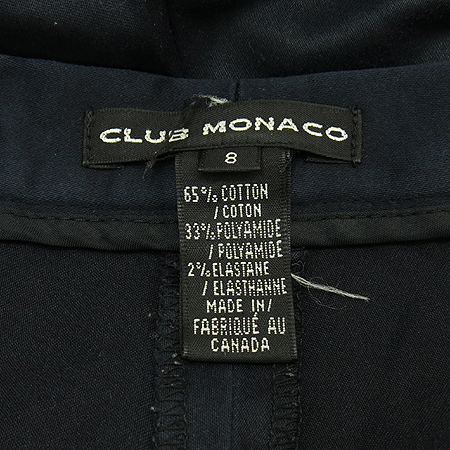 CLUB MONACO
8
65% COTTON
/ COTON
33% POLYAMIDE
/ POLYAMIDE
2% ELASTANE
/ ELASTHANNE
MADE IN/
FABRIQUÉ AU
CANADA